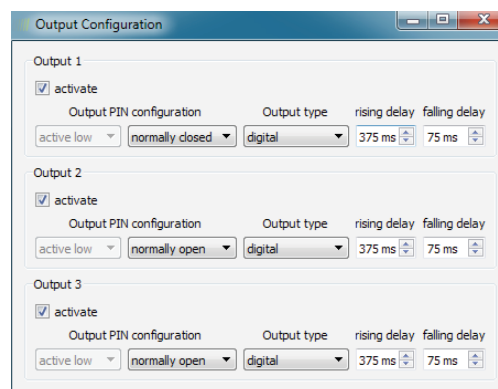 Output Configuration
Output 1
activate
Output PIN configuration Output type rising delay falling delay
active low normally closed digital 375 ms 75 ms
Output 2
activate
Output PIN configuration Output type rising delay falling delay
active low normally open digital 375 ms 75 ms
Output 3
activate
Output PIN configuration Output type rising delay falling delay
active low normally open digital 375 ms 75 ms